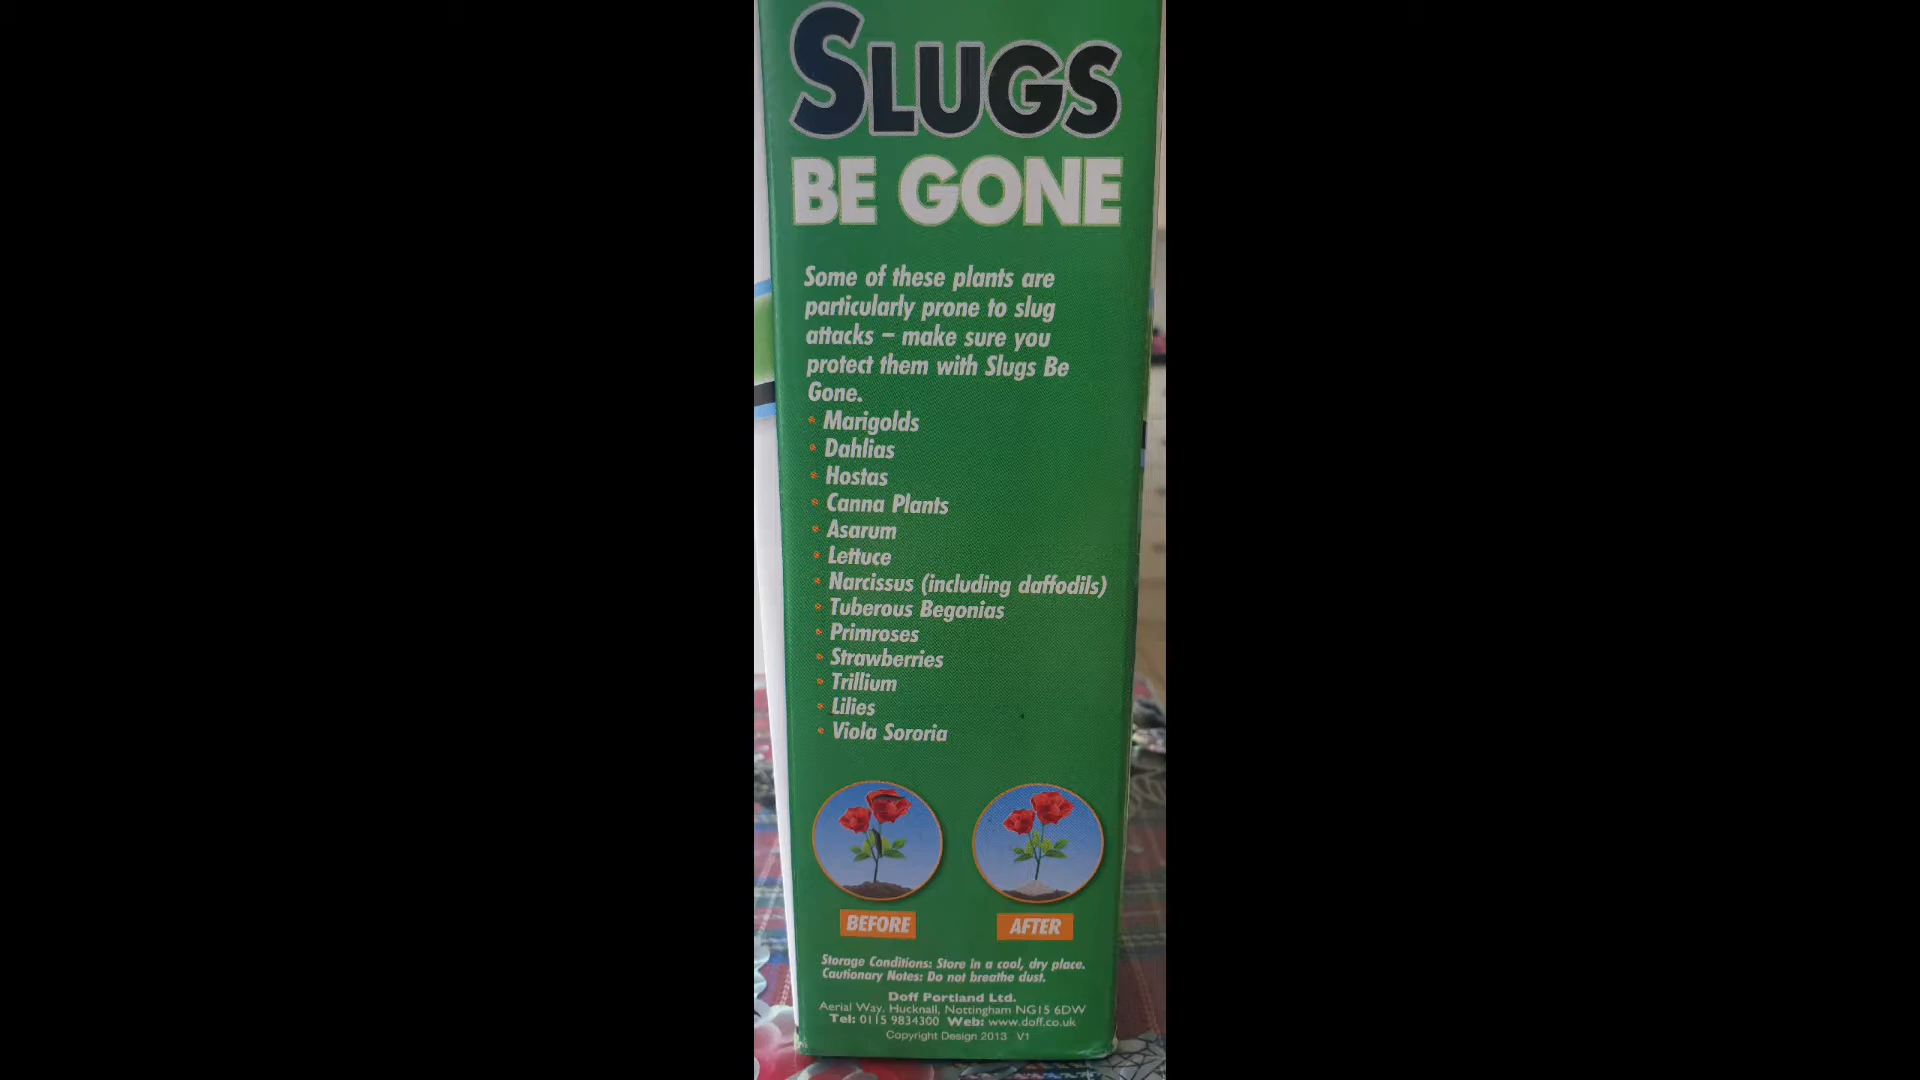 SLUGS
BE GONE
Some of these plants are
particularly prone to slug
attacks – make sure you
protect them with Slugs Be
Gone.
• Marigolds
• Dahlias
• Hostas
• Canna Plants
• Asarum
• Lettuce
• Narcissus (including daffodils)
• Tuberous Begonias
• Primroses
• Strawberries
• Trillium
• Lilies
• Viola Sororia
BEFORE
AFTER
Storage Conditions: Store in a cool, dry place.
Cautionary Notes: Do not breathe dust.
Doff Portland Ltd.
Aerial Way, Hucknall, Nottingham NG15 6DW
Tel: 0115 9834300 Web: www.doff.co.uk
Copyright Design 2013 V1